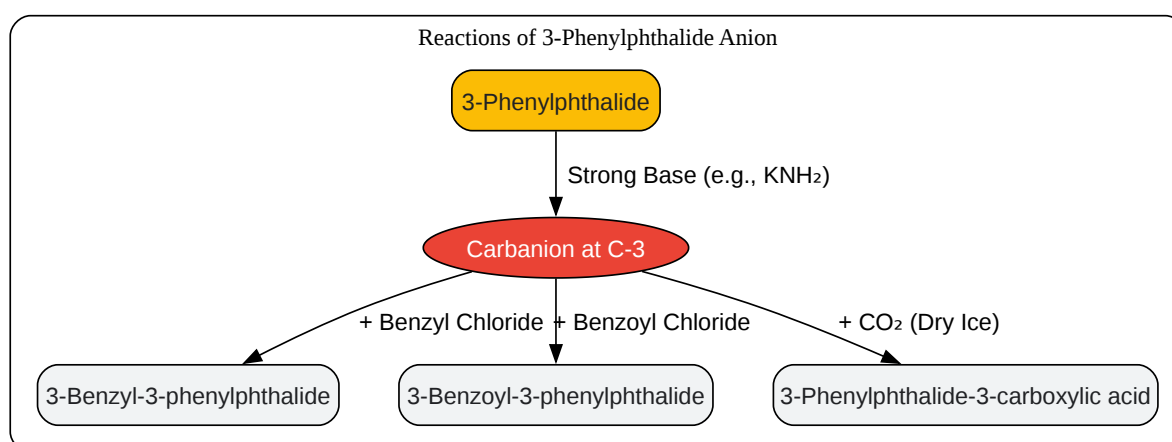 Reactions of 3-Phenylphthalide Anion
3-Phenylphthalide
Strong Base (e.g., KNH₂)
Carbanion at C-3
+ Benzyl Chloride
+ Benzoyl Chloride
+ CO₂ (Dry Ice)
3-Benzyl-3-phenylphthalide
3-Benzoyl-3-phenylphthalide
3-Phenylphthalide-3-carboxylic acid